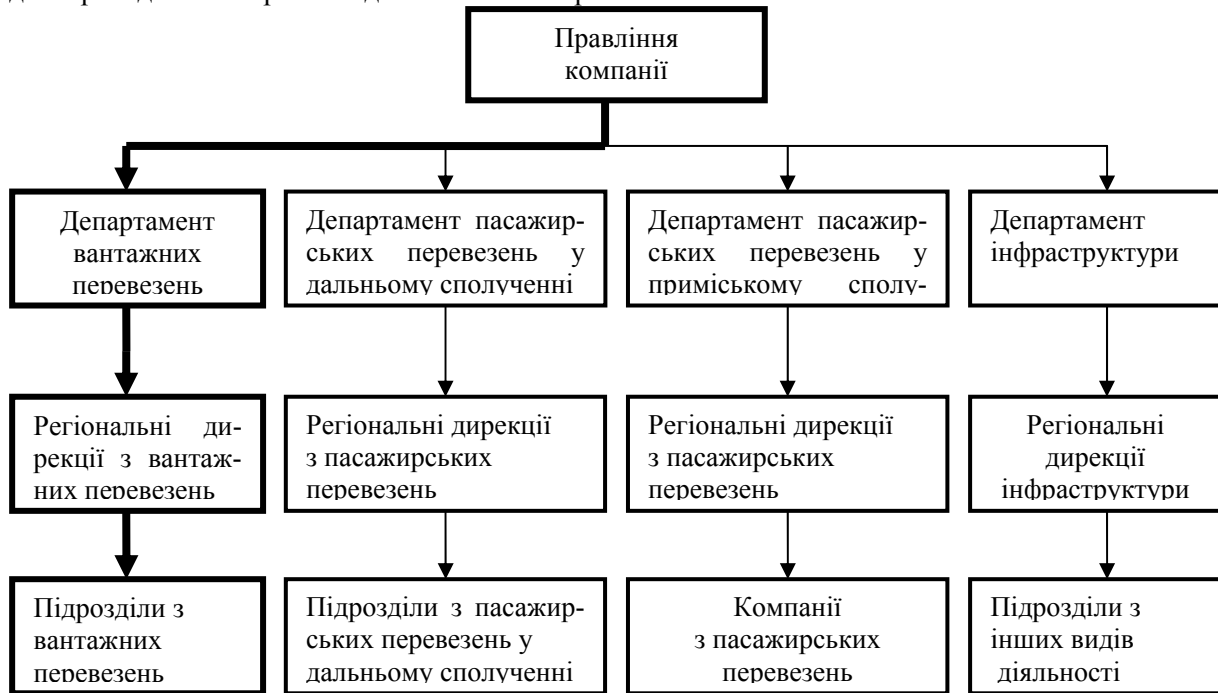 Правління
компанії
Департамент
вантажних
перевезень
Департамент пасажир-
ських перевезень у
дальньому сполученні
Департамент пасажир-
ських перевезень у
приміському сполу-
Департамент
інфраструктури
Регіональні ди-
рекції з вантаж-
них перевезень
Регіональні дирекції
з пасажирських
перевезень
Регіональні дирекції
з пасажирських
перевезень
Регіональні
дирекції
інфраструктури
Підрозділи з
вантажних
перевезень
Підрозділи з пасажир-
ських перевезень у
дальньому сполученні
Компанії
з пасажирських
перевезень
Підрозділи з
інших видів
діяльності